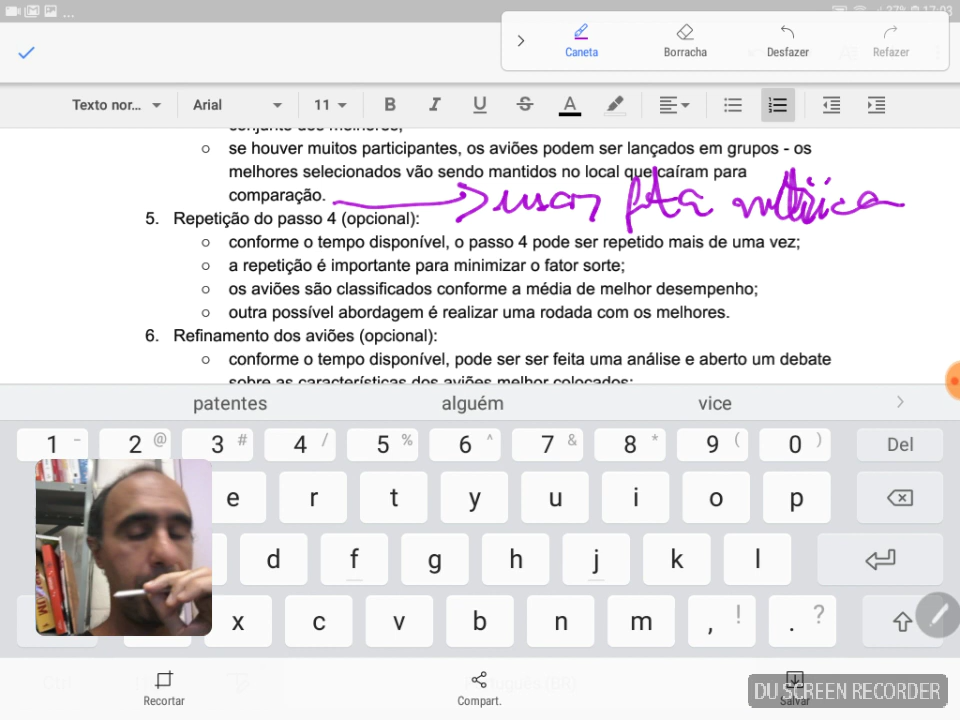 37% 17:03
Caneta
Borracha
Desfazer
Refazer
Texto nor...
Arial
11
B I U S A
conjunto dos melhores;
se houver muitos participantes, os aviões podem ser lançados em grupos - os
melhores selecionados vão sendo mantidos no local que caíram para
comparação. usar fita métrica
5. Repetição do passo 4 (opcional):
conforme o tempo disponível, o passo 4 pode ser repetido mais de uma vez;
a repetição é importante para minimizar o fator sorte;
os aviões são classificados conforme a média de melhor desempenho;
outra possível abordagem é realizar uma rodada com os melhores.
6. Refinamento dos aviões (opcional):
conforme o tempo disponível, pode ser ser feita uma análise e aberto um debate
sobre as características dos aviões melhor colocados;
patentes alguém vice
1 - 2 @ 3 # 4 / 5 % 6 ^ 7 & 8 * 9 ( 0 ) Del
e r t y u i o p
d f g h j k l
x c v b n m , ! . ?
Recortar
Compart.
Salvar
DU SCREEN RECORDER